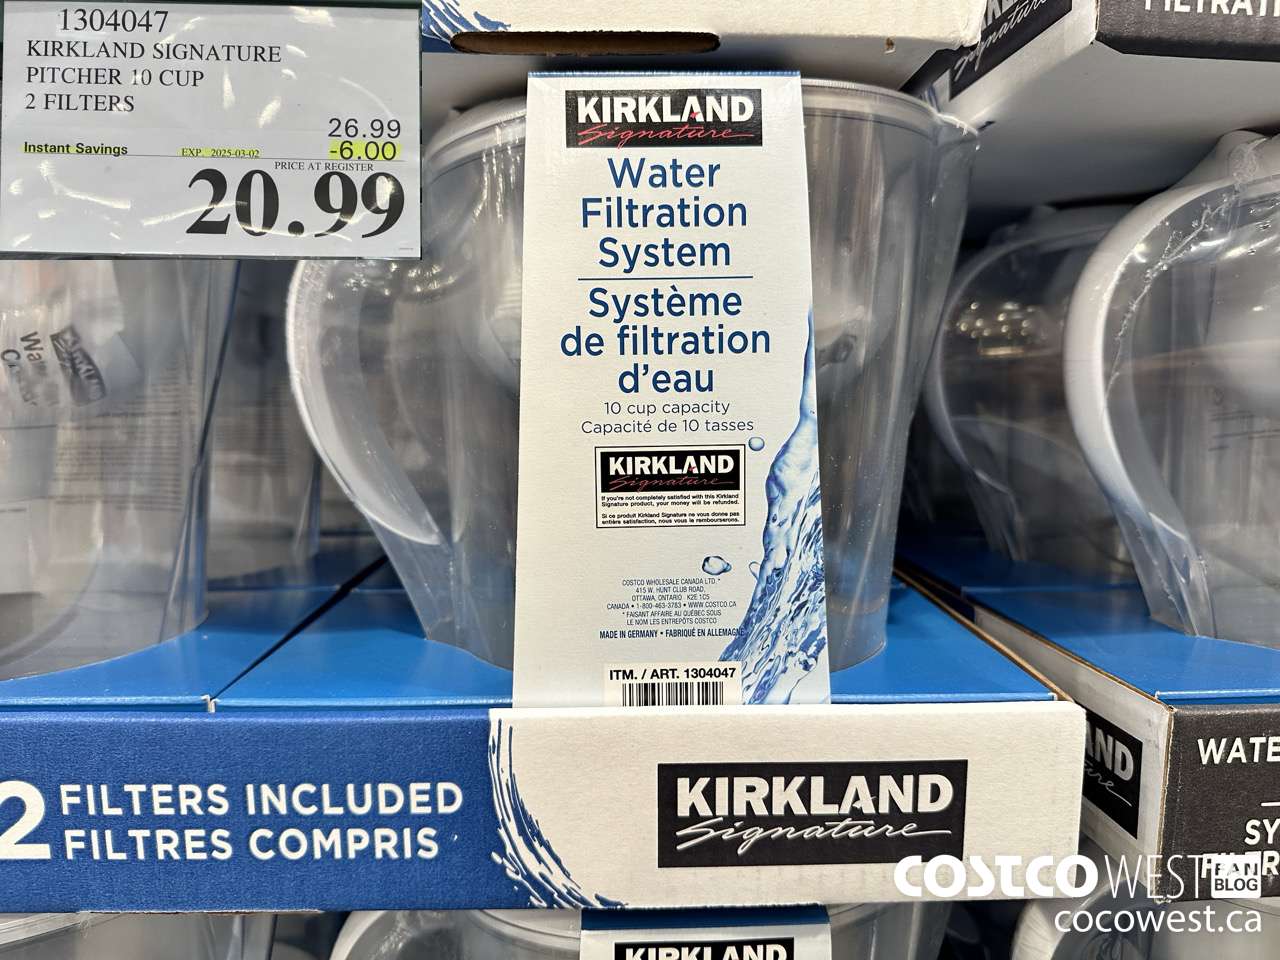 1304047
KIRKLAND SIGNATURE
PITCHER 10 CUP
2 FILTERS
26.99
Instant Savings EXP. 2025-03-02 -6.00
PRICE AT REGISTER
20.99
KIRKLAND
Signature
Water
Filtration
System
Système
de filtration
d'eau
10 cup capacity
Capacité de 10 tasses
KIRKLAND
Signature
If you're not completely satisfied with this Kirkland
Signature product, your money will be refunded.
Si ce produit Kirkland Signature ne vous donne pas
entière satisfaction, nous vous le rembourserons.
COSTCO WHOLESALE CANADA LTD.*
415 W. HUNT CLUB ROAD,
OTTAWA, ONTARIO K2E 1C5
CANADA • 1-800-463-3783 • WWW.COSTCO.CA
* FAISANT AFFAIRE AU QUÉBEC SOUS
LE NOM LES ENTREPÔTS COSTCO
MADE IN GERMANY • FABRIQUÉ EN ALLEMAGNE
ITM. / ART. 1304047
2 FILTERS INCLUDED
FILTRES COMPRIS
KIRKLAND
Signature
WATE
SY
COSTCO WEST FAN BLOG
cocowest.ca
KIRKLAND